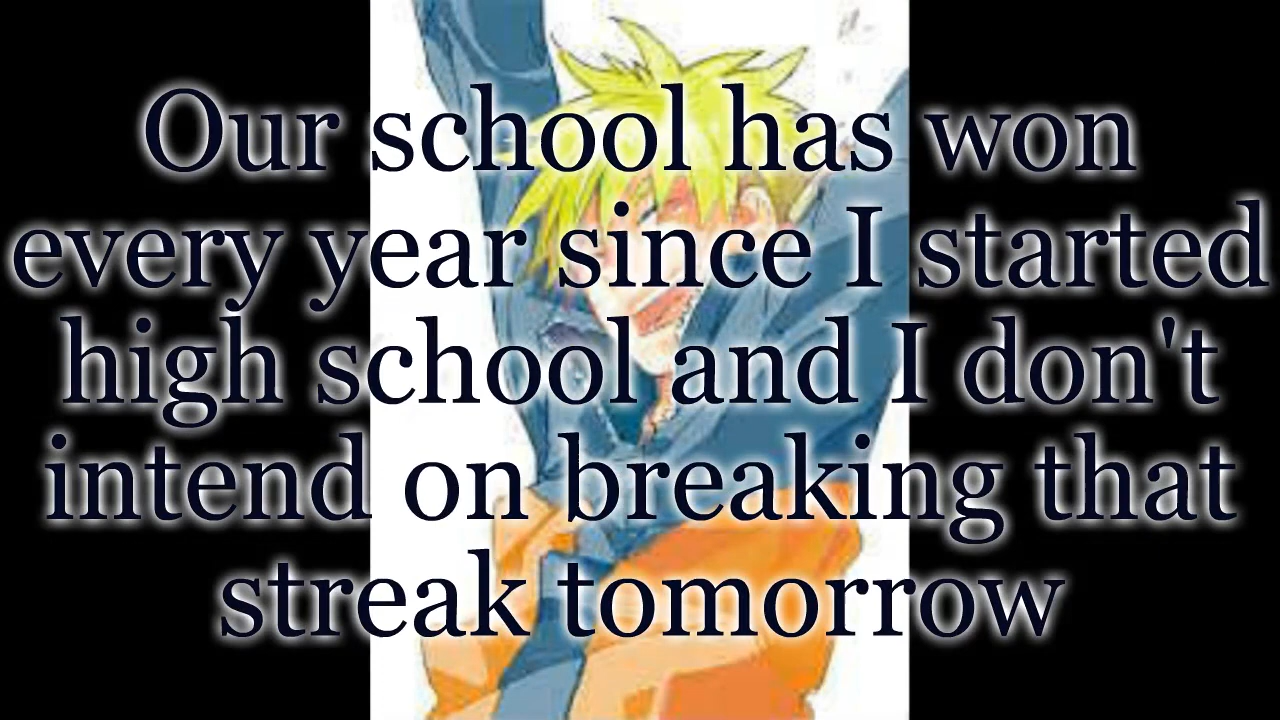 Our school has won
every year since I started
high school and I don't
intend on breaking that
streak tomorrow